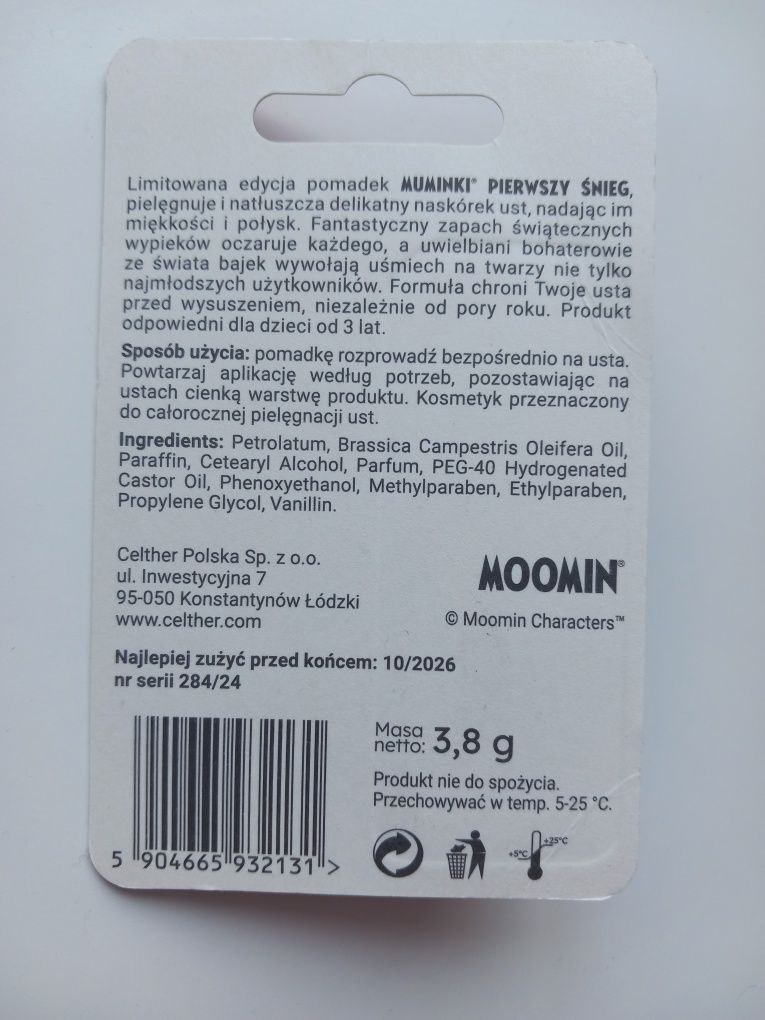 Limitowana edycja pomadek MUMINKI® PIERWSZY ŚNIEG,
pielęgnuje i natłuszcza delikatny naskórek ust, nadając im
miękkości i połysk. Fantastyczny zapach świątecznych
wypieków oczaruje każdego, a uwielbiani bohaterowie
ze świata bajek wywołają uśmiech na twarzy nie tylko
najmłodszych użytkowników. Formuła chroni Twoje usta
przed wysuszeniem, niezależnie od pory roku. Produkt
odpowiedni dla dzieci od 3 lat.
Sposób użycia: pomadkę rozprowadź bezpośrednio na usta.
Powtarzaj aplikację według potrzeb, pozostawiając na
ustach cienką warstwę produktu. Kosmetyk przeznaczony
do całorocznej pielęgnacji ust.
Ingredients: Petrolatum, Brassica Campestris Oleifera Oil,
Paraffin, Cetearyl Alcohol, Parfum, PEG-40 Hydrogenated
Castor Oil, Phenoxyethanol, Methylparaben, Ethylparaben,
Propylene Glycol, Vanillin.
Celther Polska Sp. z o.o.
ul. Inwestycyjna 7
95-050 Konstantynów Łódzki
www.celther.com
MOOMIN®
© Moomin Characters™
Najlepiej zużyć przed końcem: 10/2026
nr serii 284/24
5 904665 932131 >
Masa
netto: 3,8 g
Produkt nie do spożycia.
Przechowywać w temp. 5-25 °C.
+5°C
+25°C